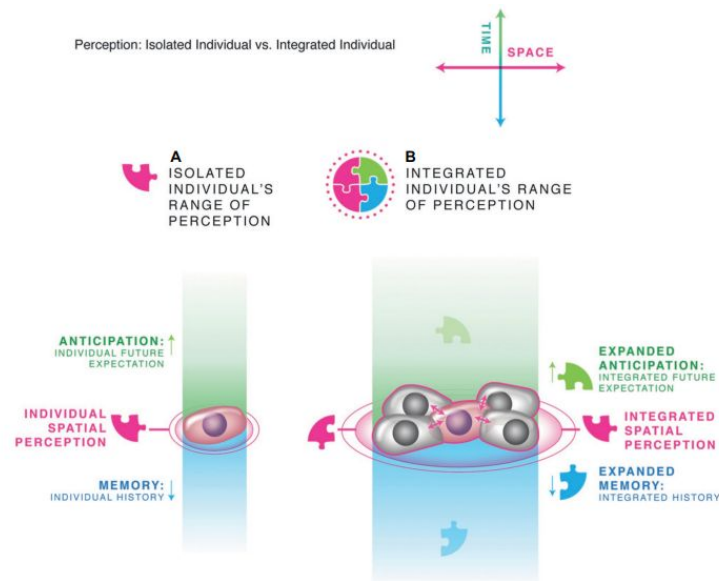 Perception: Isolated Individual vs. Integrated Individual
TIME
SPACE
A
ISOLATED
INDIVIDUAL'S
RANGE OF
PERCEPTION
B
INTEGRATED
INDIVIDUAL'S RANGE
OF PERCEPTION
ANTICIPATION:
INDIVIDUAL FUTURE
EXPECTATION
INDIVIDUAL
SPATIAL
PERCEPTION
MEMORY:
INDIVIDUAL HISTORY
EXPANDED
ANTICIPATION:
INTEGRATED FUTURE
EXPECTATION
INTEGRATED
SPATIAL
PERCEPTION
EXPANDED
MEMORY:
INTEGRATED HISTORY